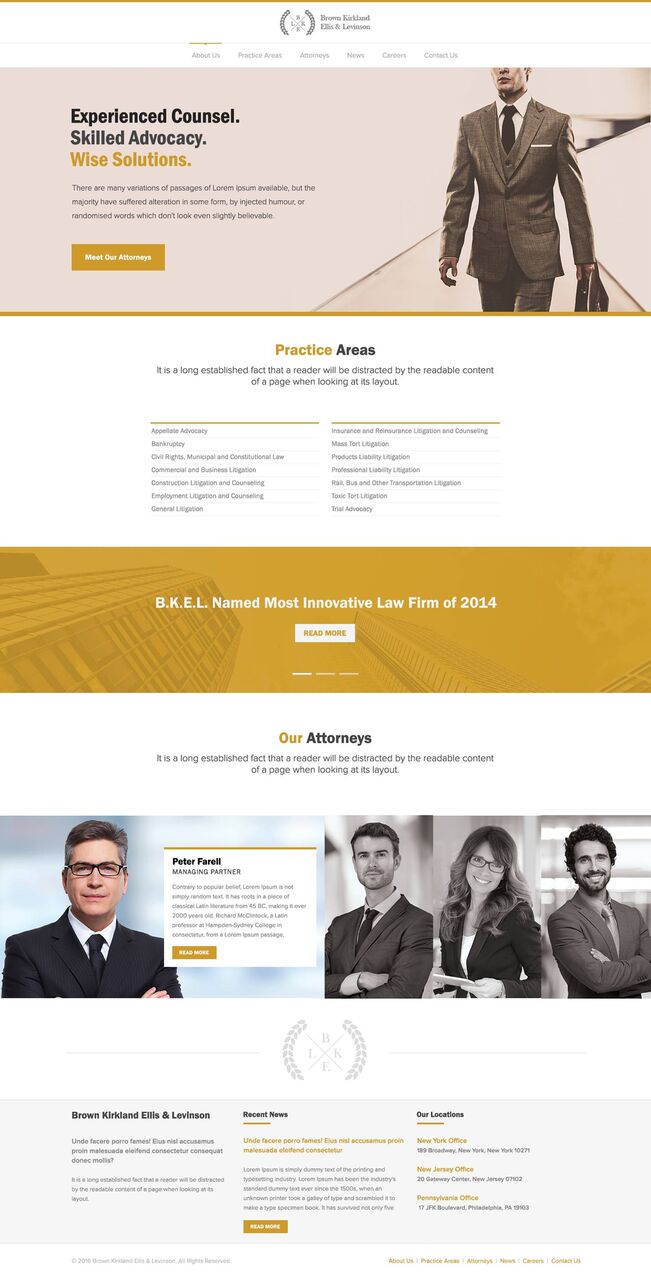 B
L K
E
Brown Kirkland
Ellis & Levinson
About Us
Practice Areas
Attorneys
News
Careers
Contact Us
Experienced Counsel.
Skilled Advocacy.
Wise Solutions.
There are many variations of passages of Lorem Ipsum available, but the
majority have suffered alteration in some form, by injected humour, or
randomised words which don't look even slightly believable.
Meet Our Attorneys
Practice Areas
It is a long established fact that a reader will be distracted by the readable content
of a page when looking at its layout.
Appellate Advocacy
Bankruptcy
Civil Rights, Municipal and Constitutional Law
Commercial and Business Litigation
Construction Litigation and Counseling
Employment Litigation and Counseling
General Litigation
Insurance and Reinsurance Litigation and Counseling
Mass Tort Litigation
Products Liability Litigation
Professional Liability Litigation
Rail, Bus and Other Transportation Litigation
Toxic Tort Litigation
Trial Advocacy
B.K.E.L. Named Most Innovative Law Firm of 2014
READ MORE
Our Attorneys
It is a long established fact that a reader will be distracted by the readable content
of a page when looking at its layout.
Peter Farell
MANAGING PARTNER
Contrary to popular belief, Lorem Ipsum is not
simply random text. It has roots in a piece of
classical Latin literature from 45 BC, making it over
2000 years old. Richard McClintock, a Latin
professor at Hampden-Sydney College in
consectetur, from a Lorem Ipsum passage,
READ MORE
B
L K
E
Brown Kirkland Ellis & Levinson
Unde facere porro fames! Eius nisl accusamus
proin malesuada eleifend consectetur consequat
donec mollis?
It is a long established fact that a reader will be distracted
by the readable content of a page when looking at its
layout.
Recent News
Unde facere porro fames! Eius nisl accusamus proin
malesuada eleifend consectetur
Lorem Ipsum is simply dummy text of the printing and
typesetting industry. Lorem Ipsum has been the industry's
standard dummy text ever since the 1500s, when an
unknown printer took a galley of type and scrambled it to
make a type specimen book. It has survived not only five
READ MORE
Our Locations
New York Office
189 Broadway, New York, New York 10271
New Jersey Office
20 Gateway Center, New Jersey 07102
Pennsylvania Office
17 JFK Boulevard, Philadelphia, PA 19103
© 2016 Brown Kirkland Ellis & Levinson. All Rights Reserved
About Us | Practice Areas | Attorneys | News | Careers | Contact Us